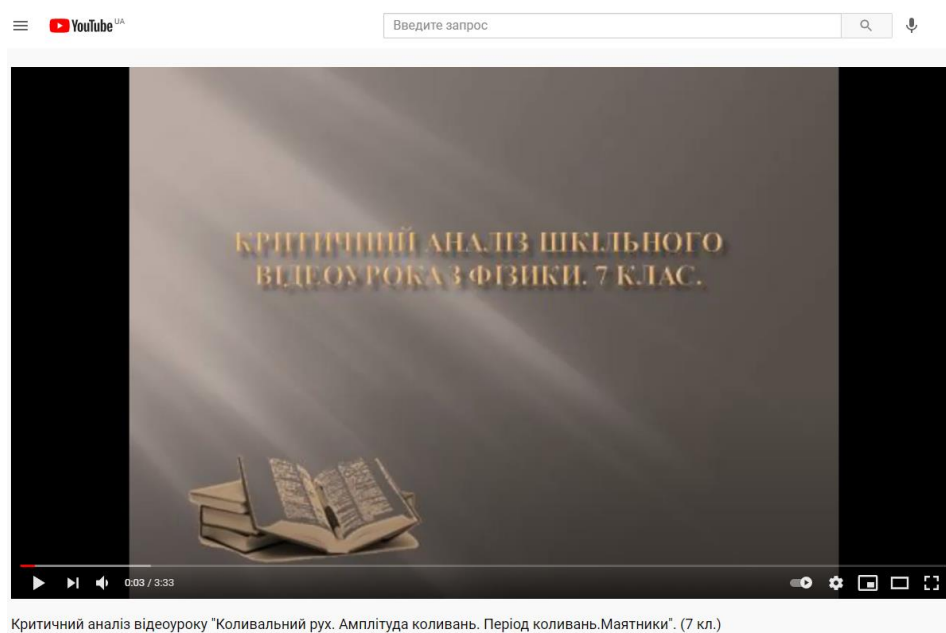 YouTube UA
Введите запрос
КРИТИЧНИЙ АНАЛІЗ ШКІЛЬНОГО
ВІДЕОУРОКА З ФІЗИКИ. 7 КЛАС.
0:03 / 3:33
Критичний аналіз відеоуроку "Коливальний рух. Амплітуда коливань. Період коливань.Маятники". (7 кл.)